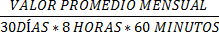 VALOR PROMEDIO MENSUAL
30DÍAS * 8 HORAS * 60 MINUTOS